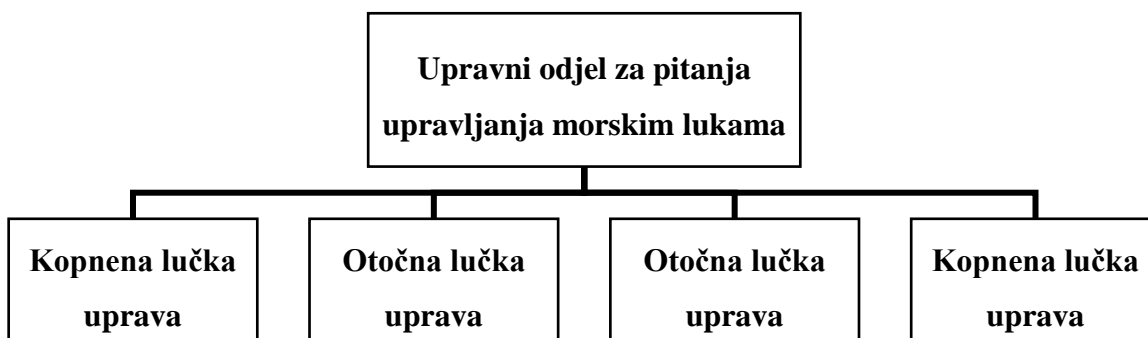 Upravni odjel za pitanja
upravljanja morskim lukama
Kopnena lučka
uprava
Otočna lučka
uprava
Otočna lučka
uprava
Kopnena lučka
uprava